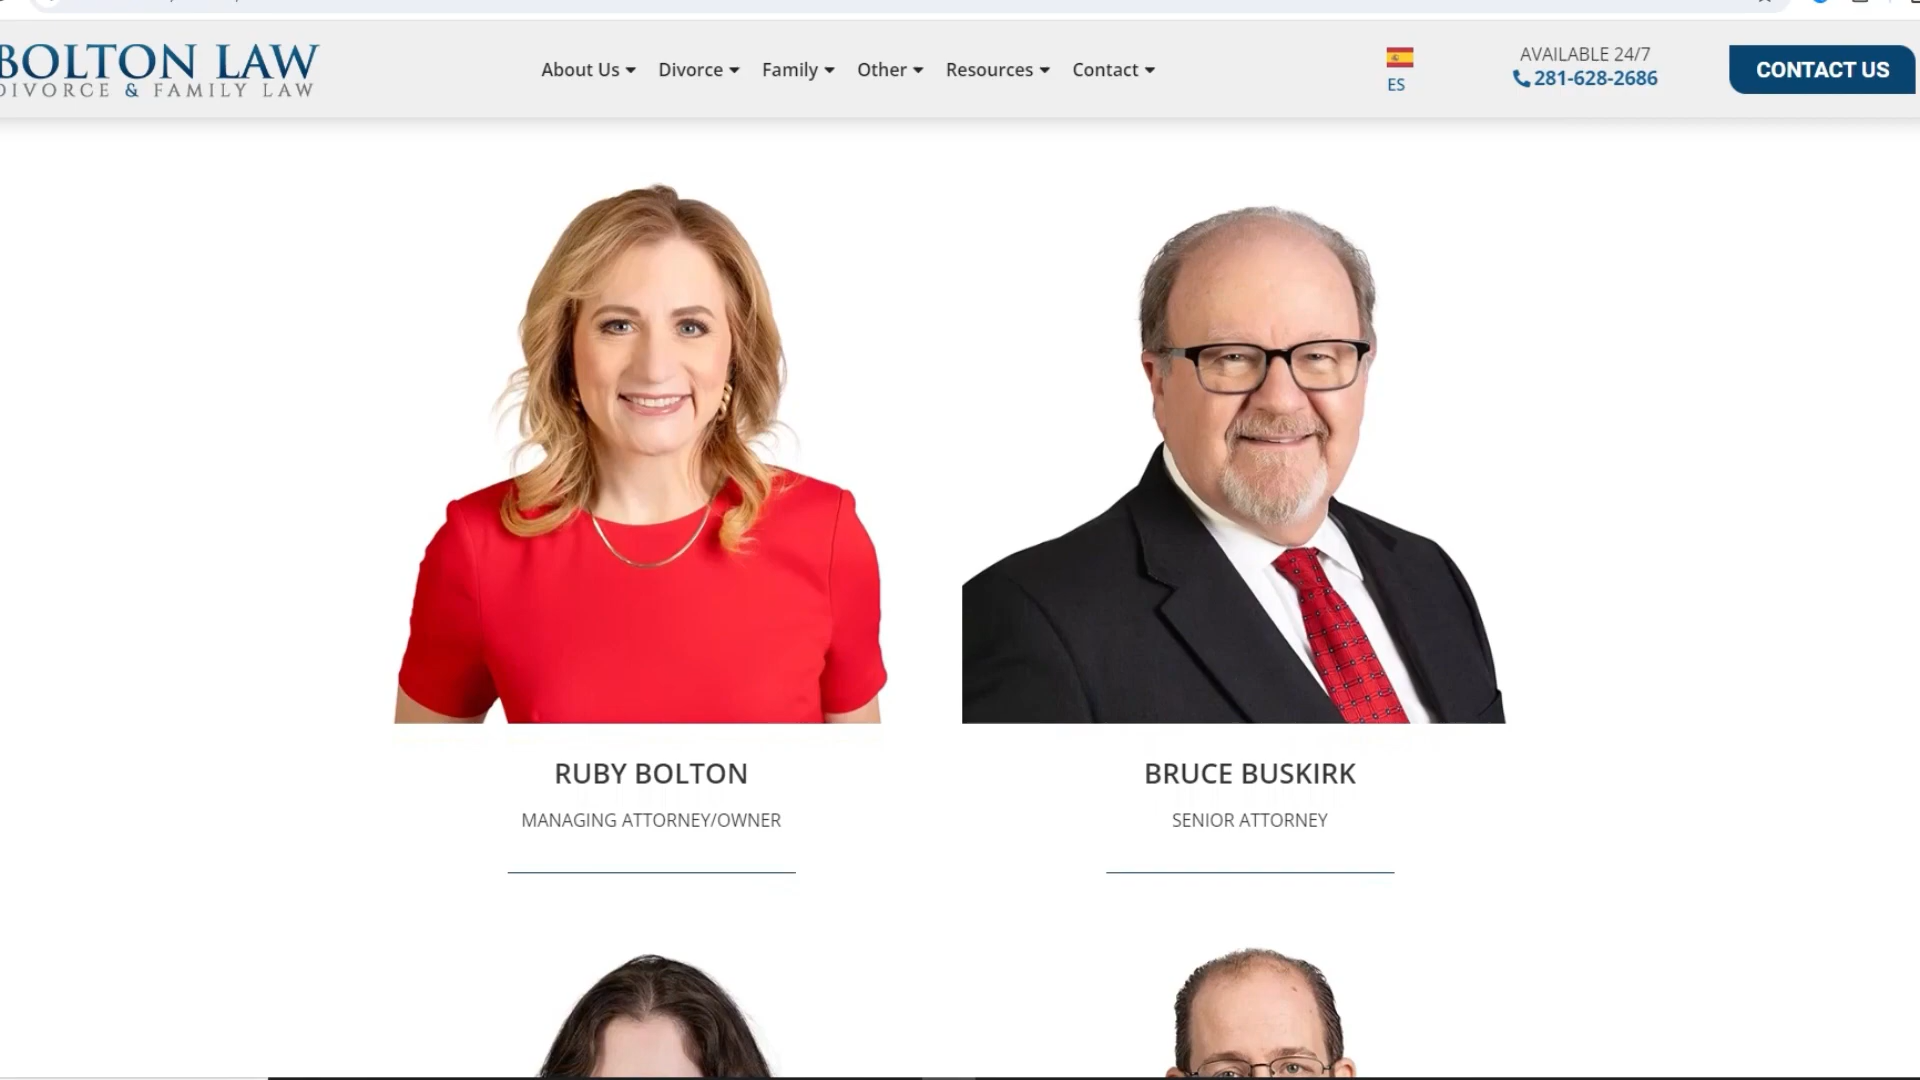 BOLTON LAW
DIVORCE & FAMILY LAW
About Us
Divorce
Family
Other
Resources
Contact
ES
AVAILABLE 24/7
281-628-2686
CONTACT US
RUBY BOLTON
MANAGING ATTORNEY/OWNER
BRUCE BUSKIRK
SENIOR ATTORNEY